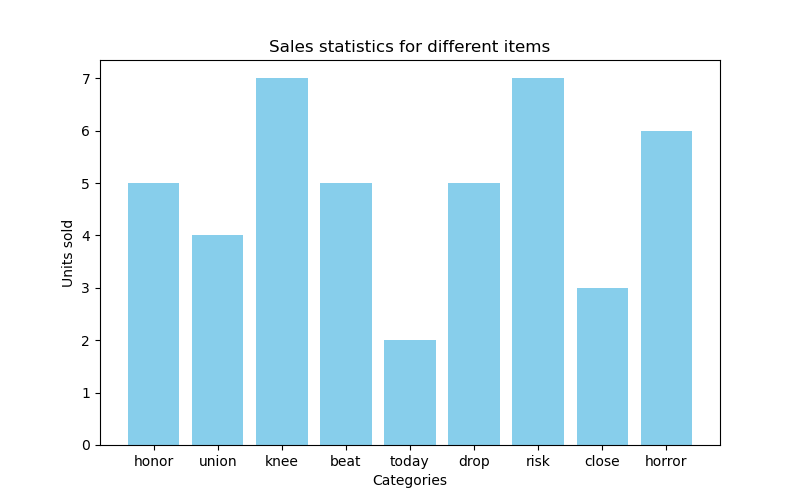 Sales statistics for different items
Units sold
7
6
5
4
3
2
1
0
honor union knee beat today drop risk close horror
Categories